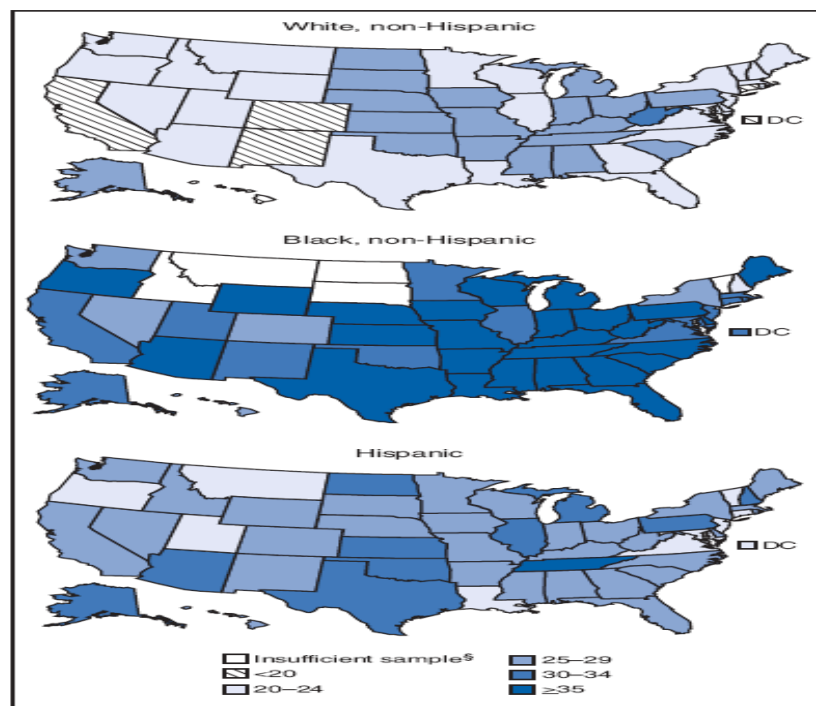 White, non-Hispanic
DC
Black, non-Hispanic
DC
Hispanic
DC
Insufficient sample§
<20
20–24
25–29
30–34
≥35